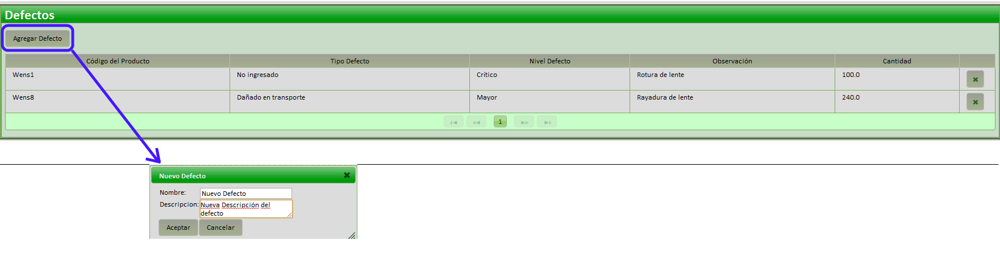 Defectos
Agregar Defecto
Código del Producto Tipo Defecto Nivel Defecto Observación Cantidad
Wens1 No ingresado Crítico Rotura de lente 100.0
Wens8 Dañado en transporte Mayor Rayadura de lente 240.0
1
Nuevo Defecto
Nombre: Nuevo Defecto
Descripcion: Nueva Descripción del
defecto
Aceptar Cancelar